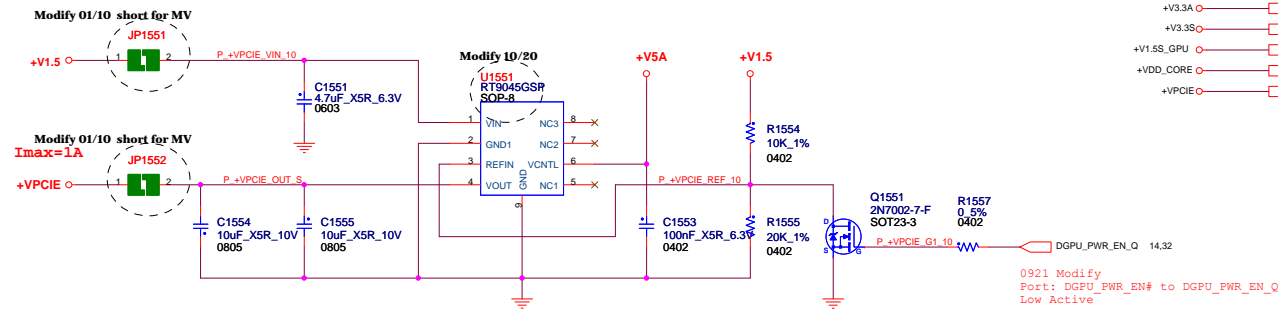 Modify 01/10 short for MV
JP1551
+V1.5
1
2
P_+VPCIE_VIN_10
C1551
4.7uF_X5R_6.3V
0603
Modify 01/10 short for MV
Imax=1A
JP1552
+VPCIE
1
2
P_+VPCIE_OUT_S
C1554
10uF_X5R_10V
0805
C1555
10uF_X5R_10V
0805
Modify 10/20
U1551
RT9045GSP
SOP-8
1
VIN
2
GND1
3
REFIN
4
VOUT
NC3
8
NC2
7
VCNTL
6
NC1
5
GND
9
+V5A
+V1.5
P_+VPCIE_REF_10
C1553
100nF_X5R_6.3V
0402
R1554
10K_1%
0402
R1555
20K_1%
0402
Q1551
2N7002-7-F
SOT23-3
D
S
G
P_+VPCIE_G1_10
R1557
0_5%
0402
DGPU_PWR_EN_Q 14,32
0921 Modify
Port: DGPU_PWR_EN# to DGPU_PWR_EN_Q
Low Active
+V3.3A
+V3.3S
+V1.5S_GPU
+VDD_CORE
+VPCIE